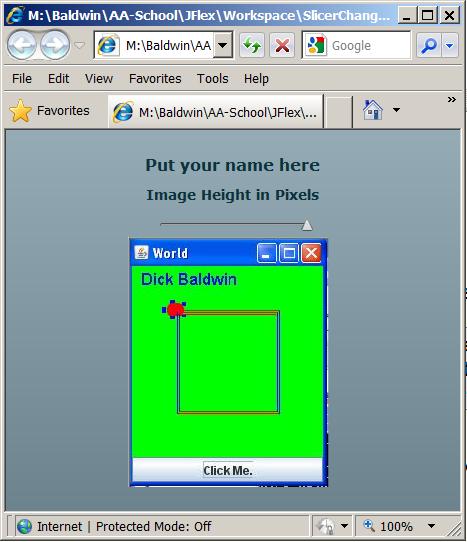 M:\Baldwin\AA-School\JFlex\Workspace\SlicerChang...
M:\Baldwin\AA
Google
File Edit View Favorites Tools Help
»
Favorites
M:\Baldwin\AA-School\JFlex\...
Put your name here
Image Height in Pixels
World
Dick Baldwin
Click Me.
Internet | Protected Mode: Off
100%